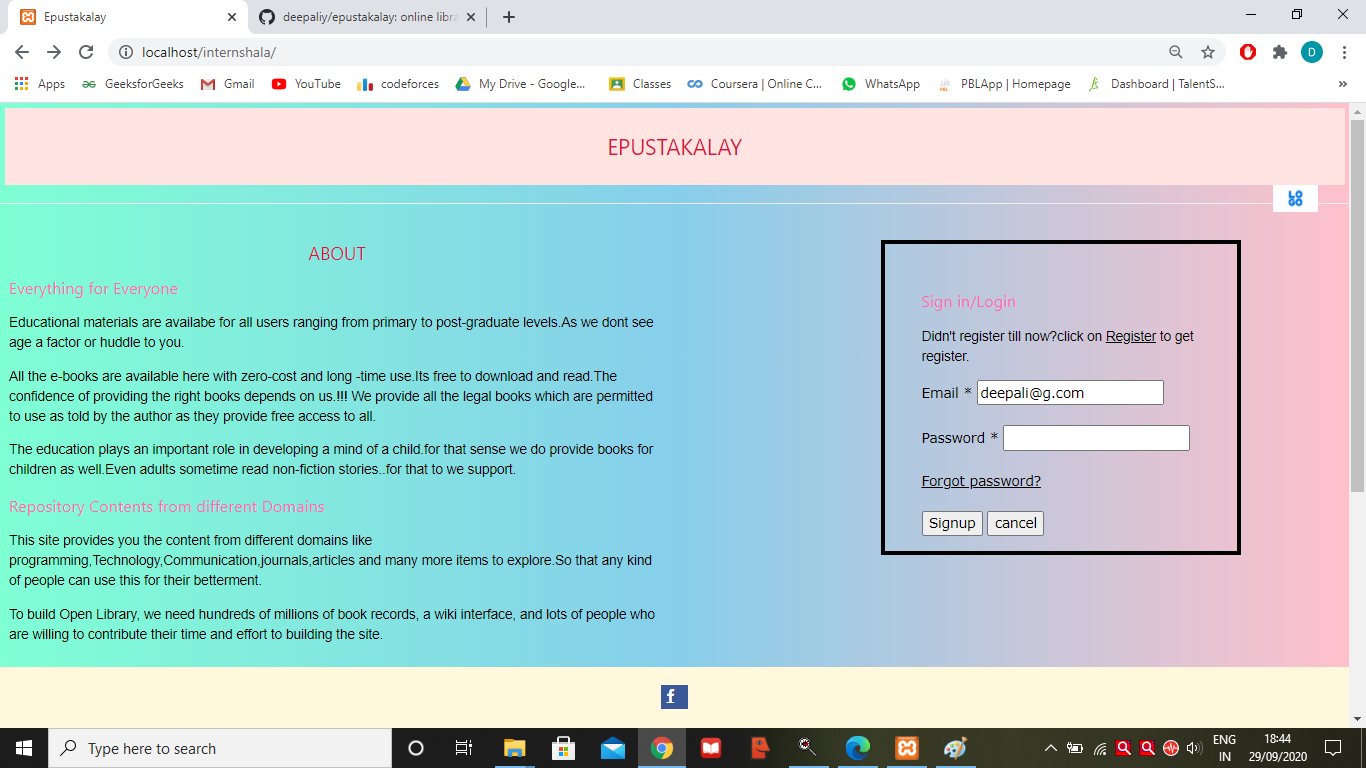 Epustakalay
deepaliy/epustakalay: online libra
localhost/internshala/
D
Apps
GeeksforGeeks
Gmail
YouTube
codeforces
My Drive - Google...
Classes
Coursera | Online C...
WhatsApp
PBLApp | Homepage
Dashboard | TalentS...
»
EPUSTAKALAY
LOGO
ABOUT
Everything for Everyone
Educational materials are availabe for all users ranging from primary to post-graduate levels.As we dont see
age a factor or huddle to you.
All the e-books are available here with zero-cost and long -time use.Its free to download and read.The
confidence of providing the right books depends on us.!!! We provide all the legal books which are permitted
to use as told by the author as they provide free access to all.
The education plays an important role in developing a mind of a child.for that sense we do provide books for
children as well.Even adults sometime read non-fiction stories..for that to we support.
Repository Contents from different Domains
This site provides you the content from different domains like
programming,Technology,Communication,journals,articles and many more items to explore.So that any kind
of people can use this for their betterment.
To build Open Library, we need hundreds of millions of book records, a wiki interface, and lots of people who
are willing to contribute their time and effort to building the site.
Sign in/Login
Didn't register till now?click on Register to get
register.
Email * deepali@g.com
Password *
Forgot password?
Signup cancel
f
Type here to search
ENG
IN
18:44
29/09/2020